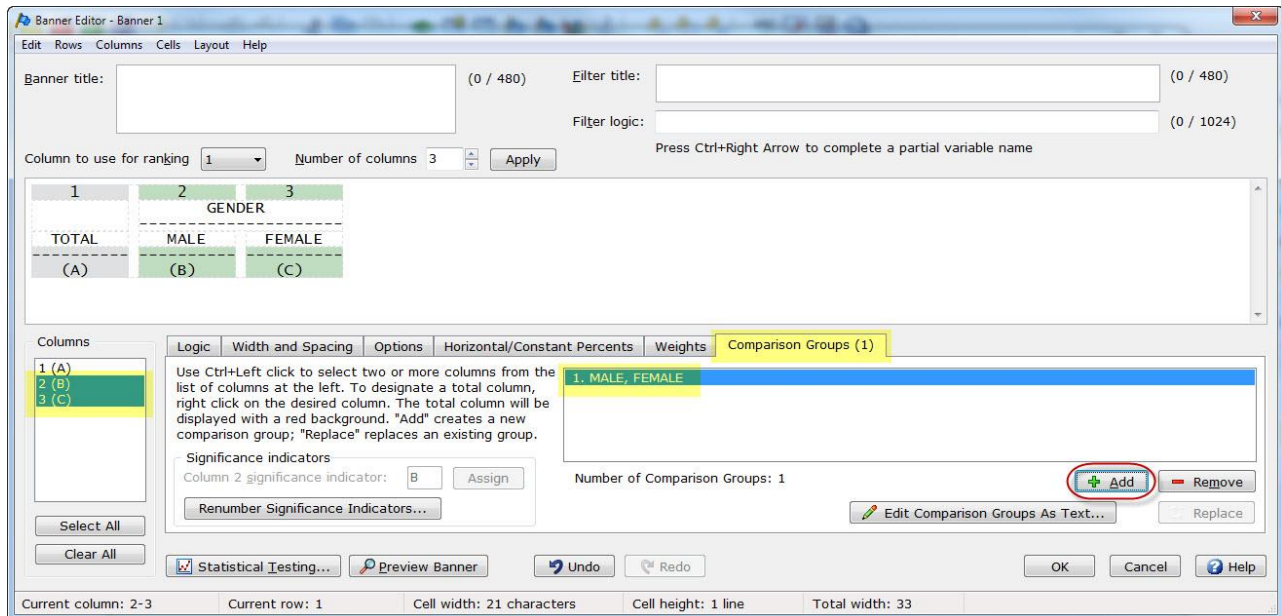 Banner Editor - Banner 1
Edit Rows Columns Cells Layout Help
Banner title: (0 / 480) Filter title: (0 / 480)
Filter logic: (0 / 1024)
Column to use for ranking 1 Number of columns 3 Apply Press Ctrl+Right Arrow to complete a partial variable name
1 2 3
GENDER
TOTAL MALE FEMALE
(A) (B) (C)
Columns
1 (A)
2 (B)
3 (C)
Select All
Clear All
Logic Width and Spacing Options Horizontal/Constant Percents Weights Comparison Groups (1)
Use Ctrl+Left click to select two or more columns from the
list of columns at the left. To designate a total column,
right click on the desired column. The total column will be
displayed with a red background. "Add" creates a new
comparison group; "Replace" replaces an existing group.
Significance indicators
Column 2 significance indicator: B Assign
Renumber Significance Indicators...
1. MALE, FEMALE
Number of Comparison Groups: 1 Add Remove
Edit Comparison Groups As Text... Replace
Statistical Testing... Preview Banner Undo Redo OK Cancel Help
Current column: 2-3 Current row: 1 Cell width: 21 characters Cell height: 1 line Total width: 33